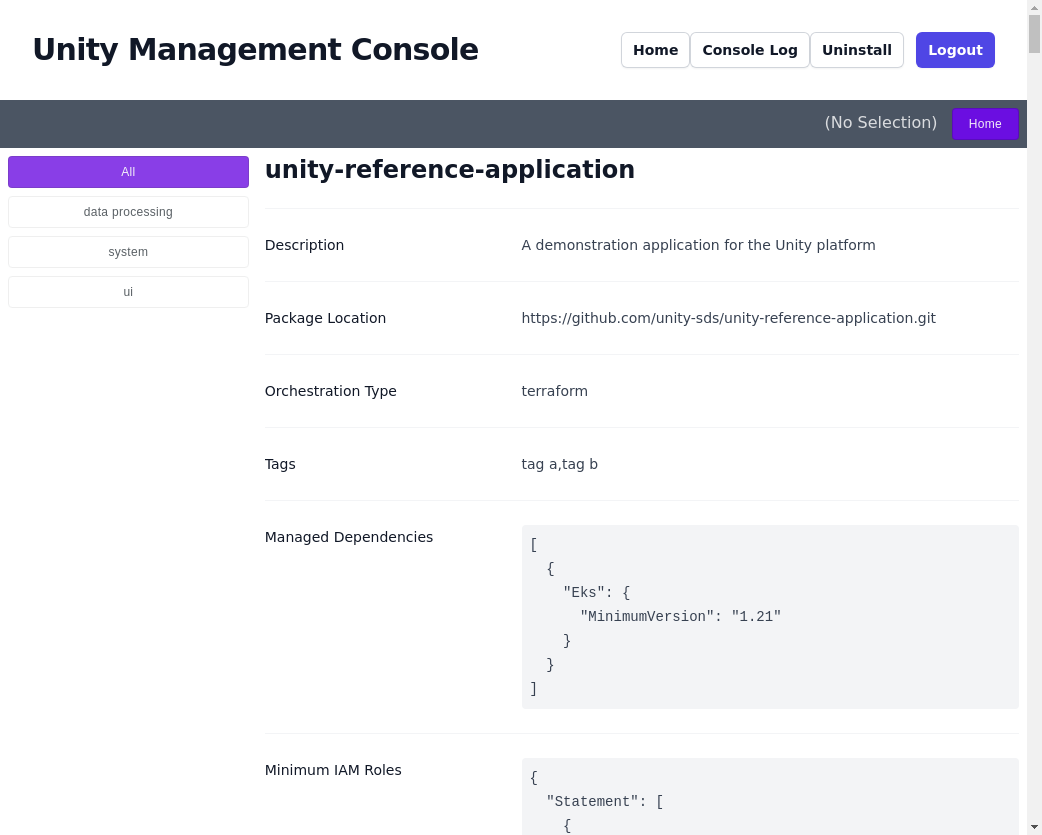 Unity Management Console
Home
Console Log
Uninstall
Logout
(No Selection)
Home
All
data processing
system
ui
unity-reference-application
Description
A demonstration application for the Unity platform
Package Location
https://github.com/unity-sds/unity-reference-application.git
Orchestration Type
terraform
Tags
tag a,tag b
Managed Dependencies
[
  {
    "Eks": {
      "MinimumVersion": "1.21"
    }
  }
]
Minimum IAM Roles
{
  "Statement": [
    {